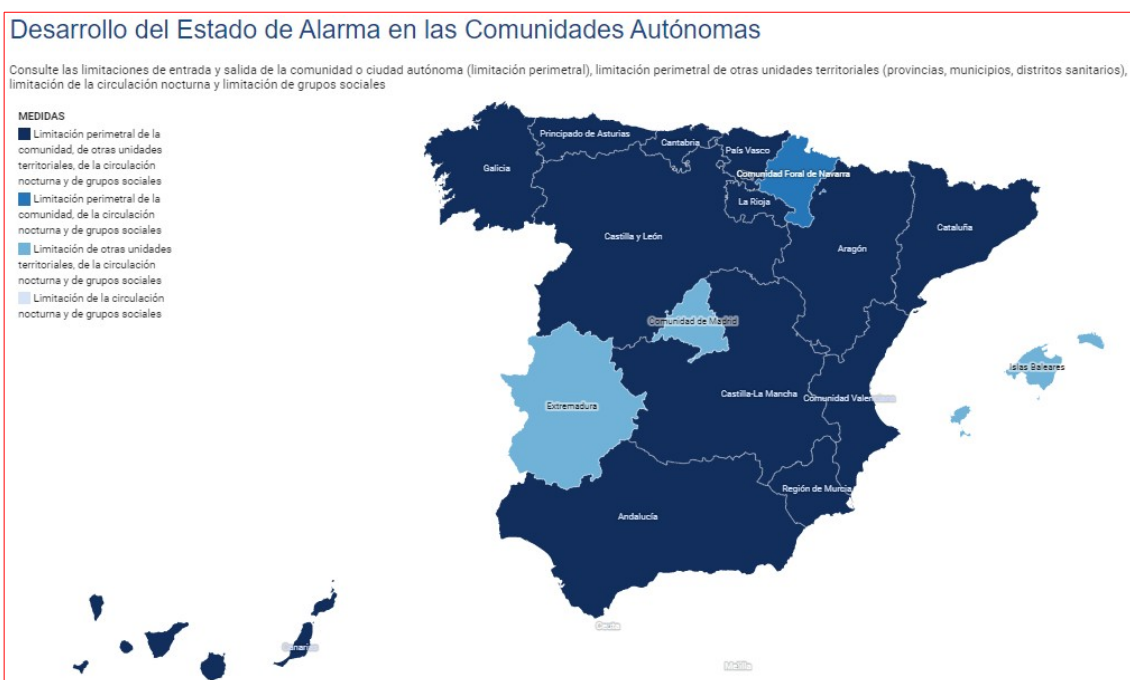 Desarrollo del Estado de Alarma en las Comunidades Autónomas
Consulte las limitaciones de entrada y salida de la comunidad o ciudad autónoma (limitación perimetral), limitación perimetral de otras unidades territoriales (provincias, municipios, distritos sanitarios),
limitación de la circulación nocturna y limitación de grupos sociales
MEDIDAS
Limitación perimetral de la
comunidad, de otras unidades
territoriales, de la circulación
nocturna y de grupos sociales
Limitación perimetral de la
comunidad, de la circulación
nocturna y de grupos sociales
Limitación de otras unidades
territoriales, de la circulación
nocturna y de grupos sociales
Limitación de la circulación
nocturna y de grupos sociales
Principado de Asturias
Cantabria
País Vasco
Galicia
Comunidad Foral de Navarra
La Rioja
Cataluña
Castilla y León
Aragón
Comunidad de Madrid
Islas Baleares
Castilla-La Mancha
Comunidad Valenciana
Extremadura
Región de Murcia
Andalucía
Ceuta
Canarias
Melilla